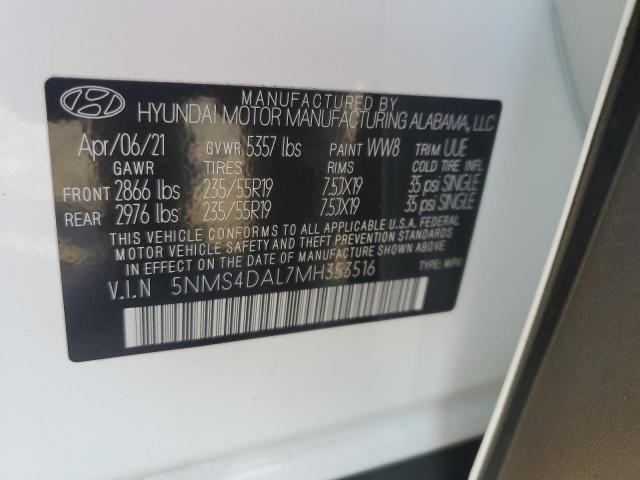 MANUFACTURED BY
HYUNDAI MOTOR MANUFACTURING ALABAMA, LLC
Apr/06/21 GVWR 5357 lbs PAINT WW8 TRIM UUE
GAWR TIRES RIMS COLD TIRE INFL
FRONT 2866 lbs 235/55R19 7.5JX19 35 psi SINGLE
REAR 2976 lbs 235/55R19 7.5JX19 35 psi SINGLE
THIS VEHICLE CONFORMS TO ALL APPLICABLE U.S.A. FEDERAL
MOTOR VEHICLE SAFETY AND THEFT PREVENTION STANDARDS
IN EFFECT ON THE DATE OF MANUFACTURE SHOWN ABOVE.
V.I.N 5NMS4DAL7MH353516 TYPE: MPV